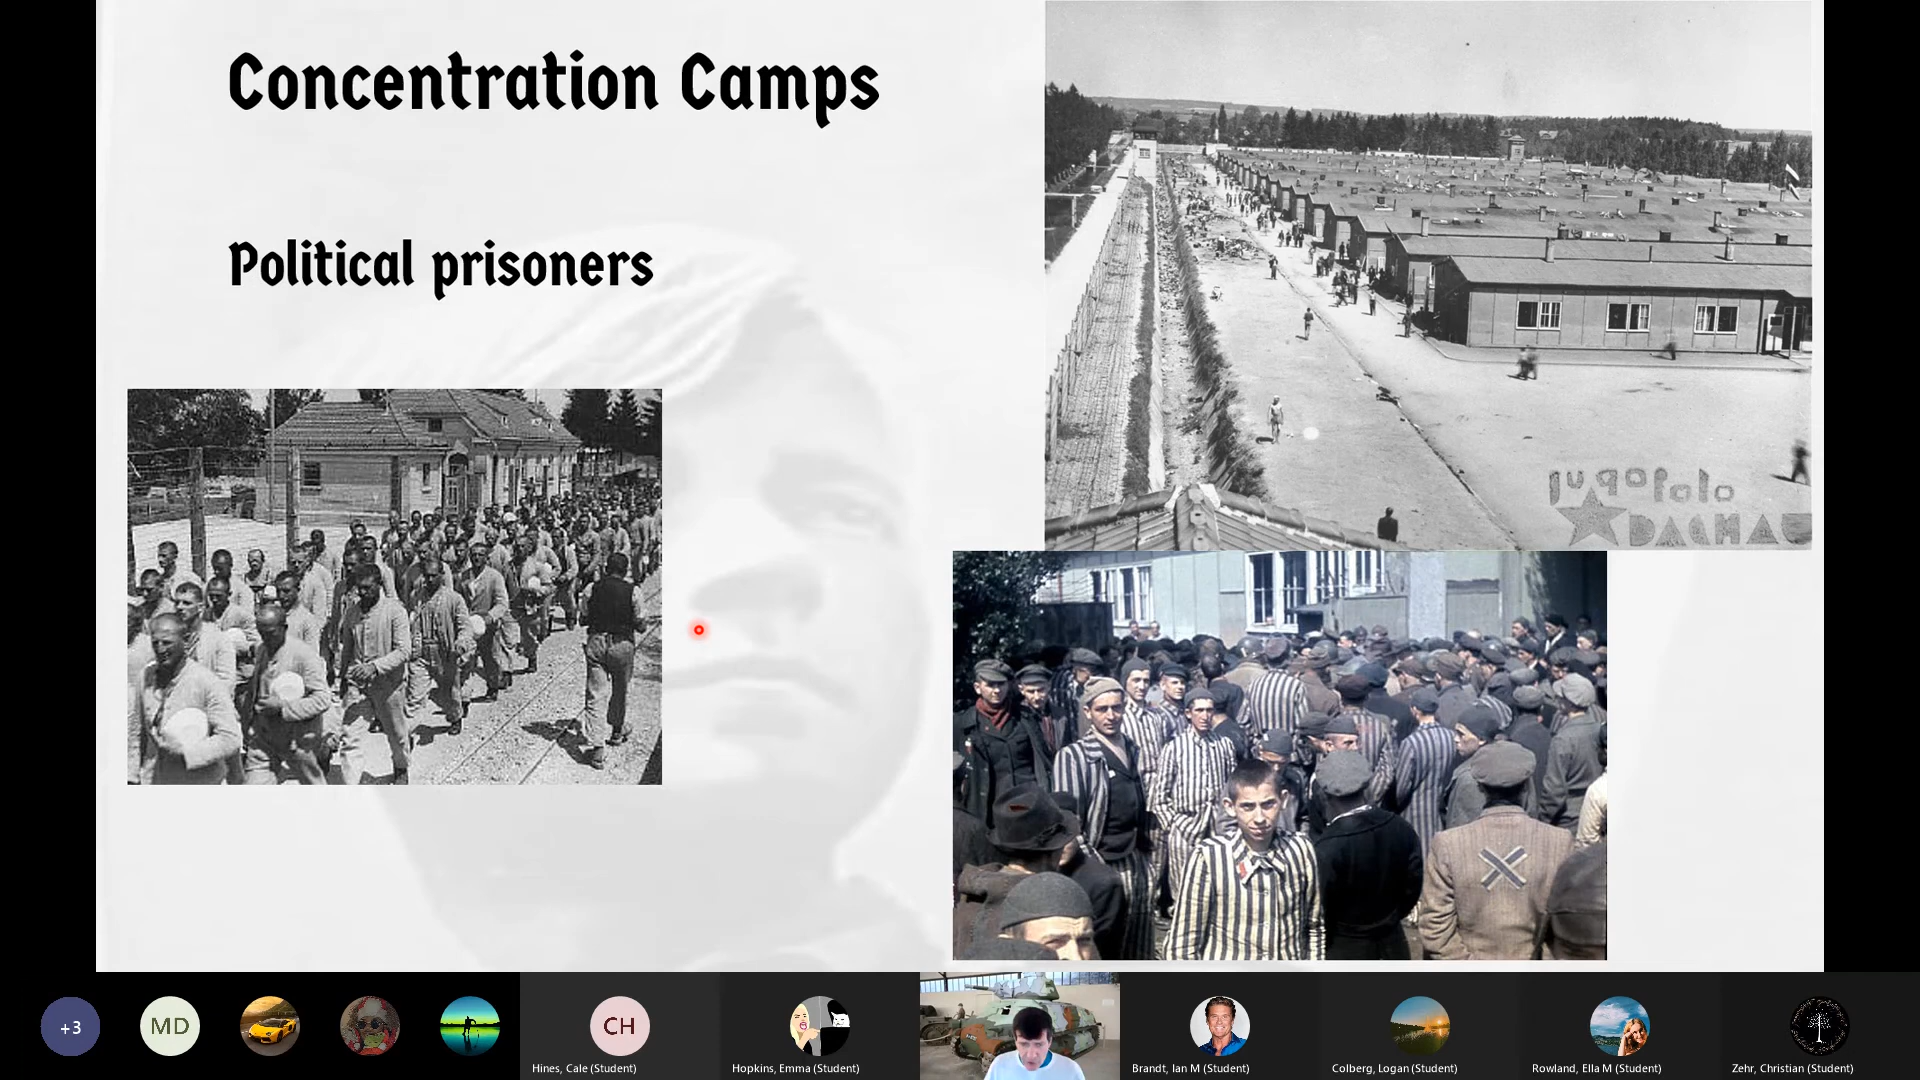 Concentration Camps
Political prisoners
jugopolo
DACHAU
+3
MD
CH
Hines, Cale (Student)
Hopkins, Emma (Student)
Brandt, Ian M (Student)
Colberg, Logan (Student)
Rowland, Ella M (Student)
Zehr, Christian (Student)